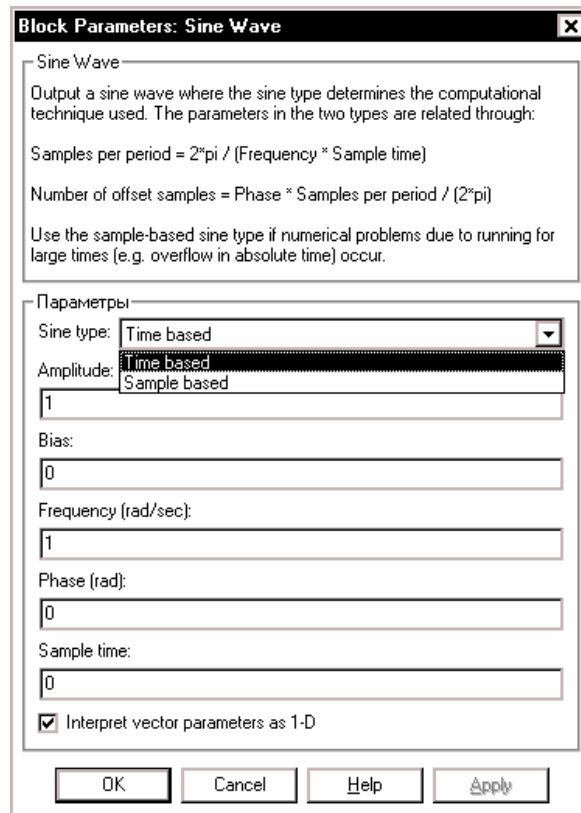 Block Parameters: Sine Wave
Sine Wave
Output a sine wave where the sine type determines the computational
technique used. The parameters in the two types are related through:
Samples per period = 2*pi / (Frequency * Sample time)
Number of offset samples = Phase * Samples per period / (2*pi)
Use the sample-based sine type if numerical problems due to running for
large times (e.g. overflow in absolute time) occur.
Параметры
Sine type: Time based
Time based
Amplitude:
Sample based
1
Bias:
0
Frequency (rad/sec):
1
Phase (rad):
0
Sample time:
0
Interpret vector parameters as 1-D
OK Cancel Help Apply